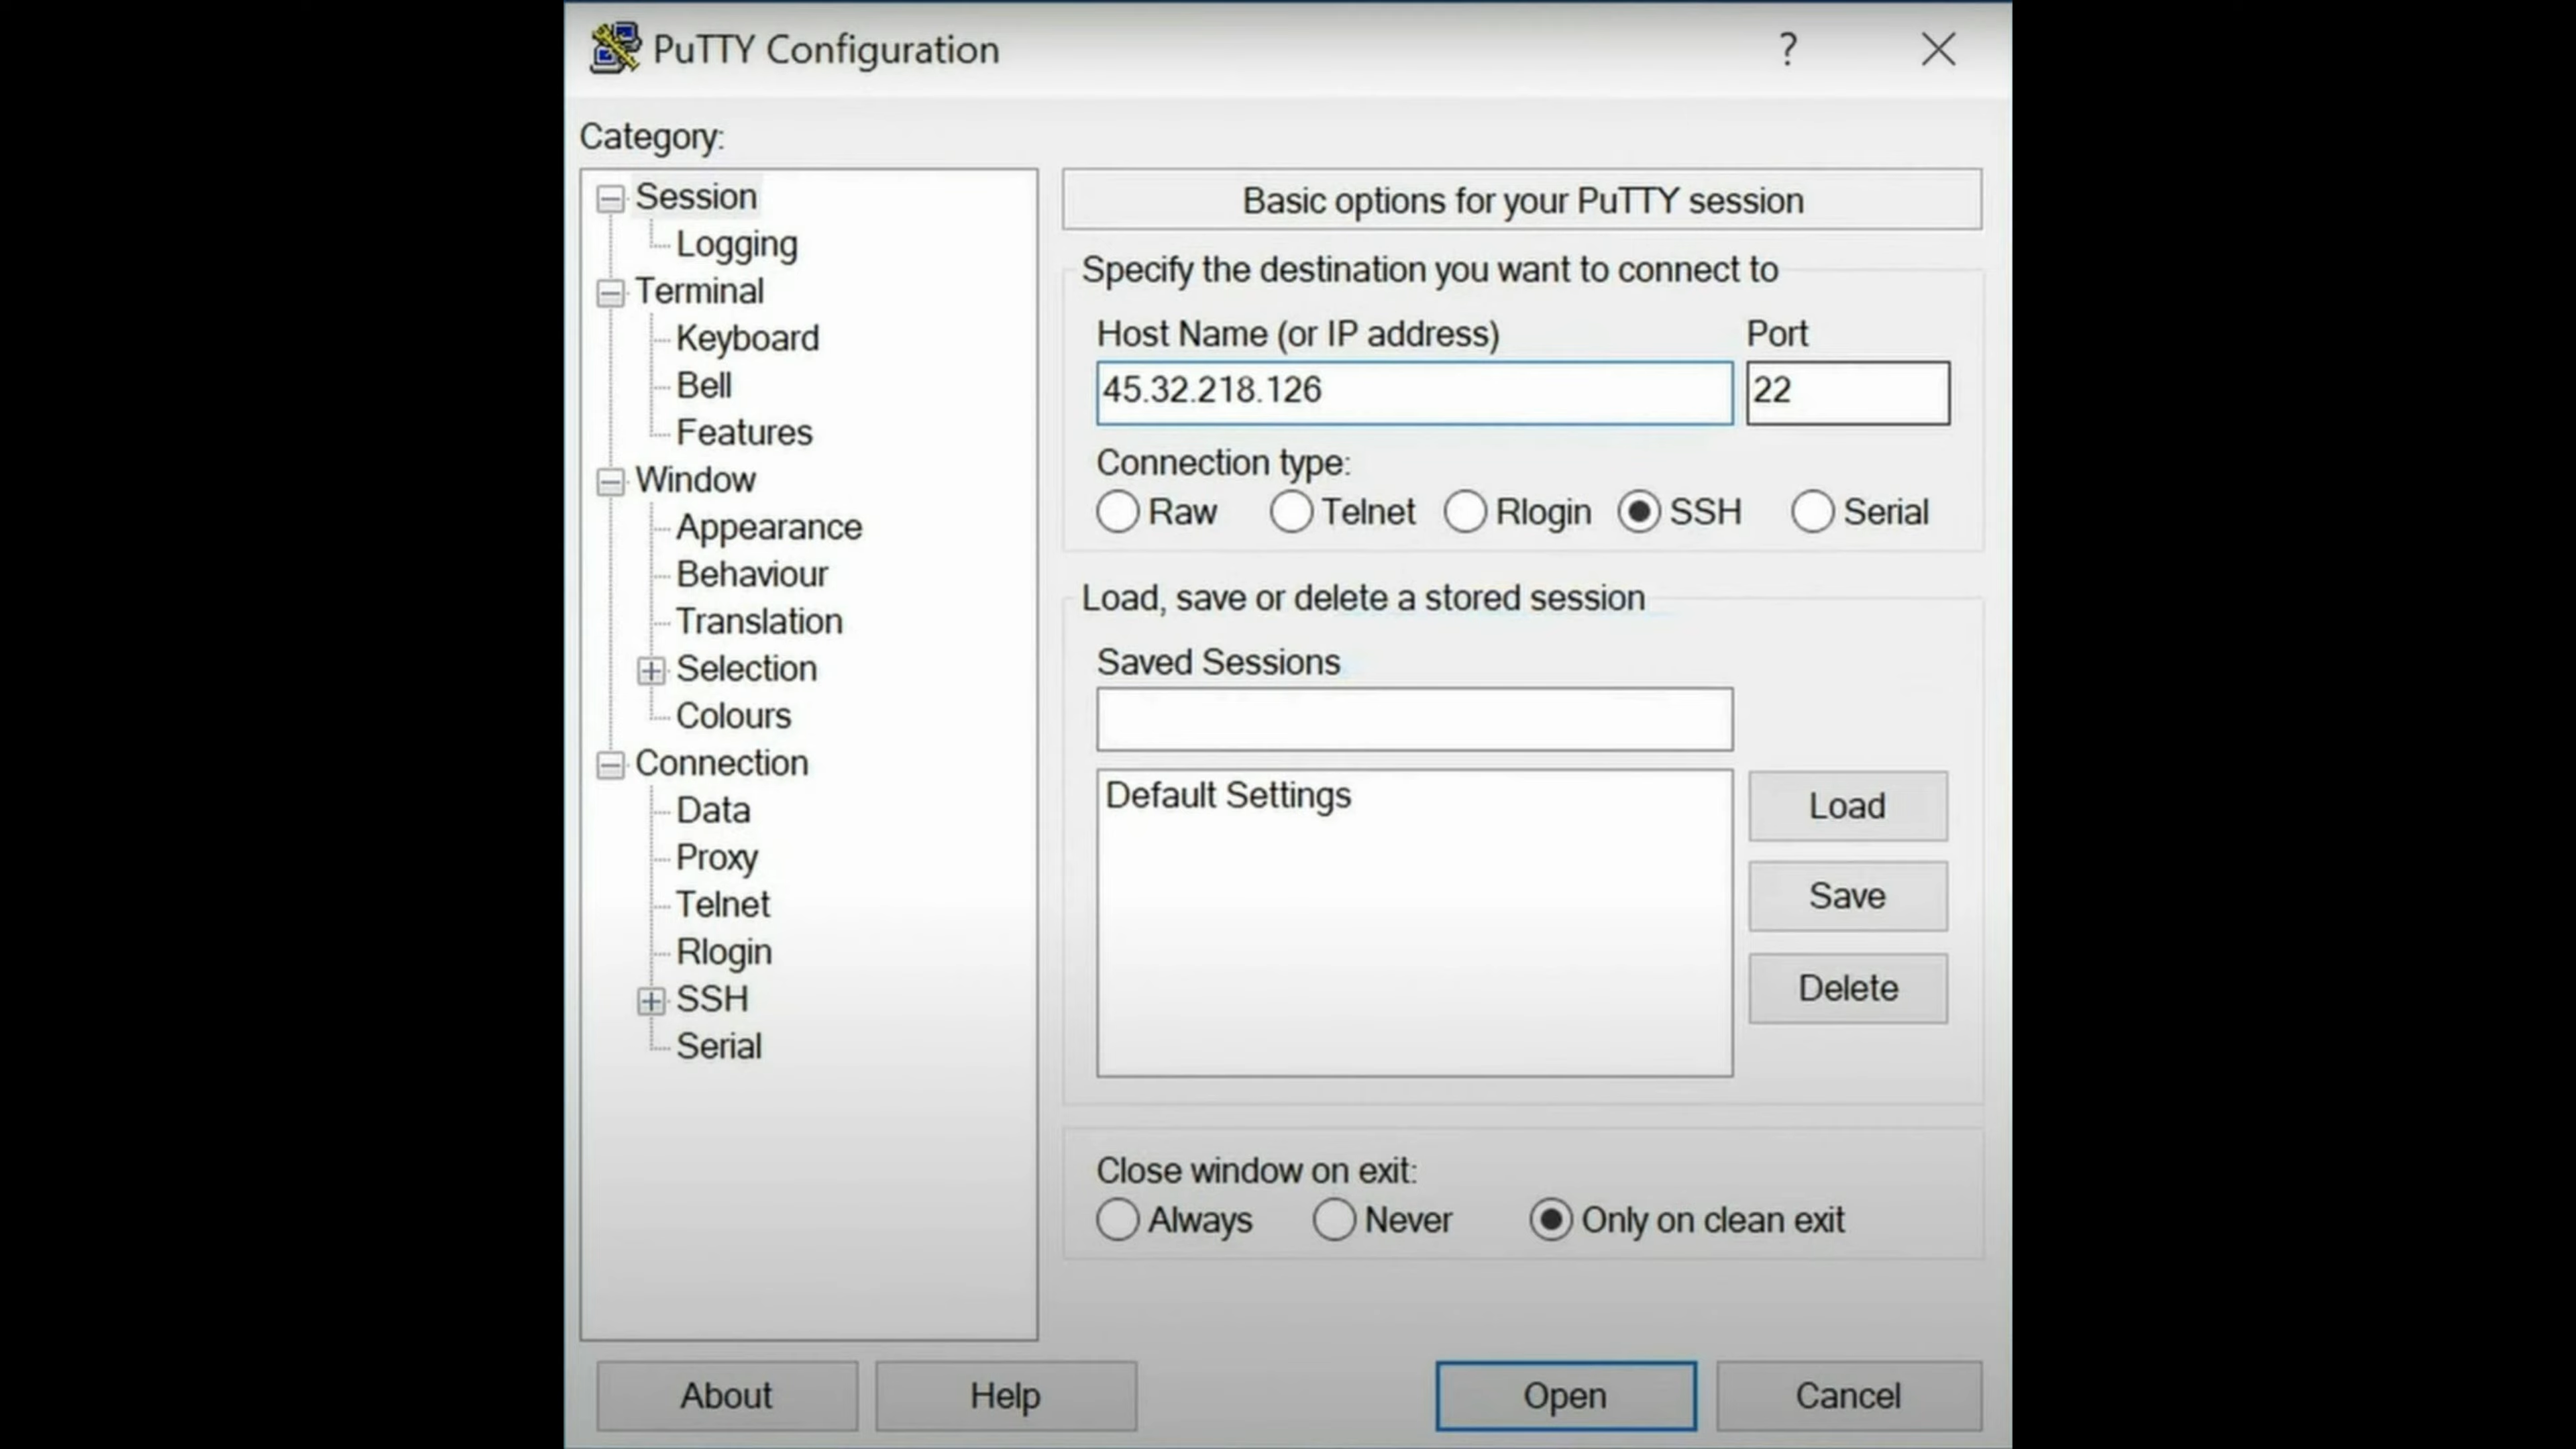 PuTTY Configuration
?
Category:
Session
Logging
Terminal
Keyboard
Bell
Features
Window
Appearance
Behaviour
Translation
Selection
Colours
Connection
Data
Proxy
Telnet
Rlogin
SSH
Serial
Basic options for your PuTTY session
Specify the destination you want to connect to
Host Name (or IP address) Port
45.32.218.126 22
Connection type:
Raw Telnet Rlogin SSH Serial
Load, save or delete a stored session
Saved Sessions
Default Settings
Load
Save
Delete
Close window on exit:
Always Never Only on clean exit
About Help Open Cancel